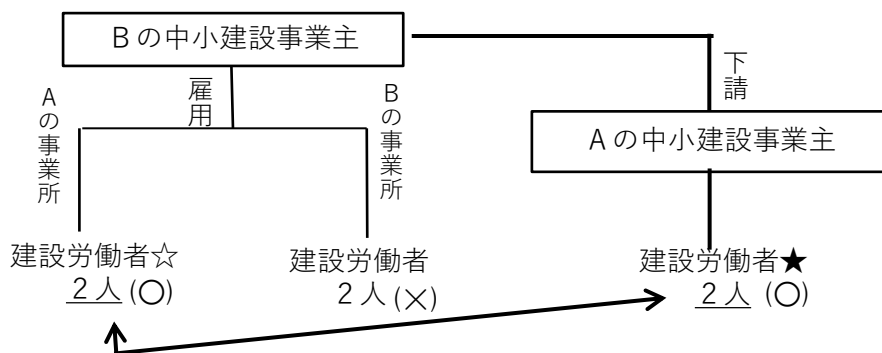 Bの中小建設事業主
雇用
Aの事業所
Bの事業所
下請
Aの中小建設事業主
建設労働者☆
2人(○)
建設労働者
2人(×)
建設労働者★
2人(○)